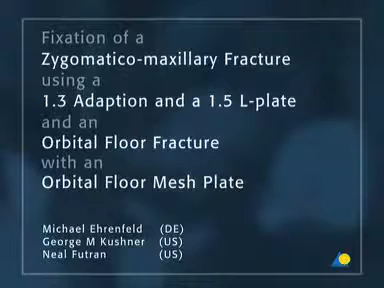 Fixation of a
Zygomatico-maxillary Fracture
using a
1.3 Adaption and a 1.5 L-plate
and an
Orbital Floor Fracture
with an
Orbital Floor Mesh Plate
Michael Ehrenfeld (DE)
George M Kushner (US)
Neal Futran (US)